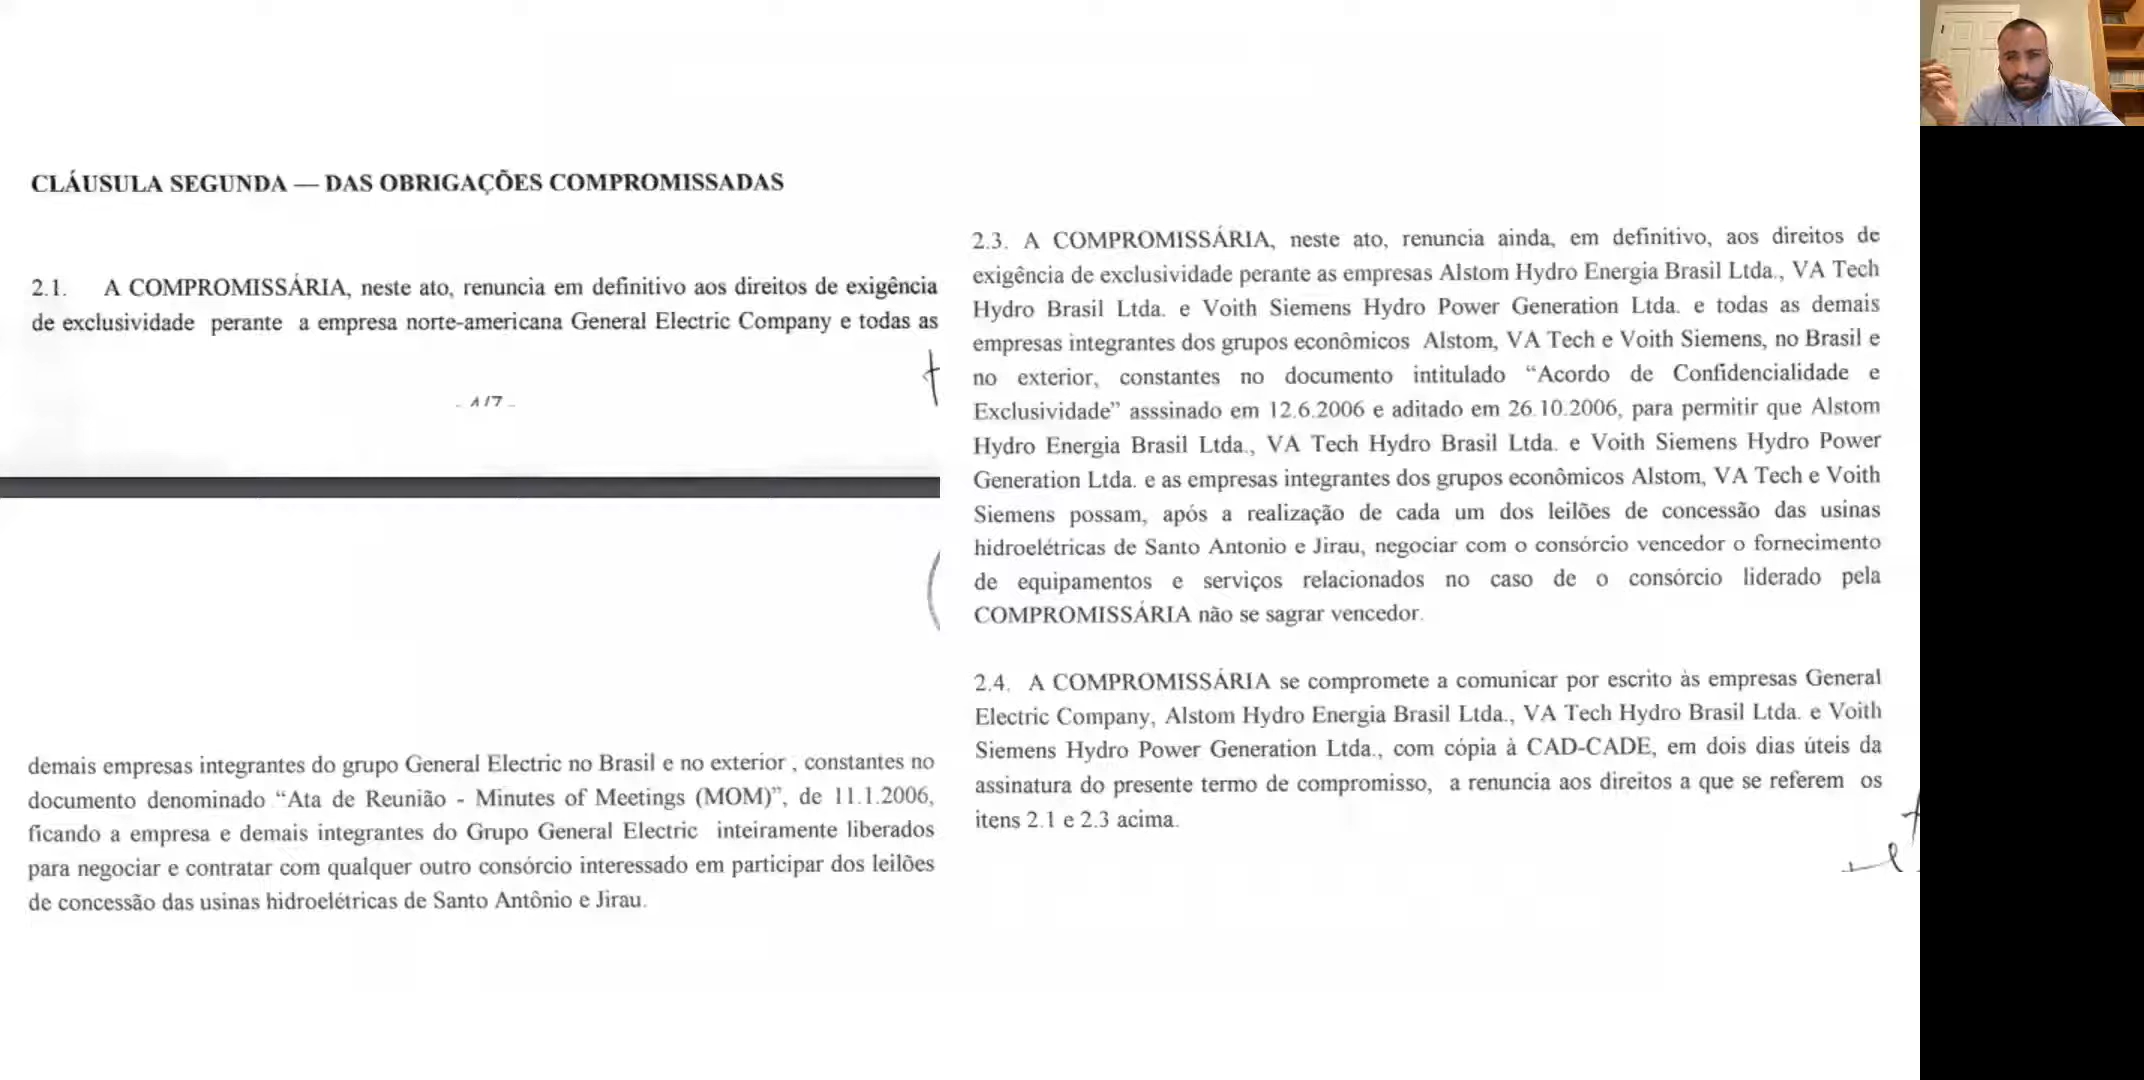 CLÁUSULA SEGUNDA — DAS OBRIGAÇÕES COMPROMISSADAS
2.1. A COMPROMISSÁRIA, neste ato, renuncia em definitivo aos direitos de exigência
de exclusividade perante a empresa norte-americana General Electric Company e todas as
- 4/7 -
demais empresas integrantes do grupo General Electric no Brasil e no exterior , constantes no
documento denominado “Ata de Reunião - Minutes of Meetings (MOM)”, de 11.1.2006,
ficando a empresa e demais integrantes do Grupo General Electric inteiramente liberados
para negociar e contratar com qualquer outro consórcio interessado em participar dos leilões
de concessão das usinas hidroelétricas de Santo Antônio e Jirau.
2.3. A COMPROMISSÁRIA, neste ato, renuncia ainda, em definitivo, aos direitos de
exigência de exclusividade perante as empresas Alstom Hydro Energia Brasil Ltda., VA Tech
Hydro Brasil Ltda. e Voith Siemens Hydro Power Generation Ltda. e todas as demais
empresas integrantes dos grupos econômicos Alstom, VA Tech e Voith Siemens, no Brasil e
no exterior, constantes no documento intitulado “Acordo de Confidencialidade e
Exclusividade” asssinado em 12.6.2006 e aditado em 26.10.2006, para permitir que Alstom
Hydro Energia Brasil Ltda., VA Tech Hydro Brasil Ltda. e Voith Siemens Hydro Power
Generation Ltda. e as empresas integrantes dos grupos econômicos Alstom, VA Tech e Voith
Siemens possam, após a realização de cada um dos leilões de concessão das usinas
hidroelétricas de Santo Antonio e Jirau, negociar com o consórcio vencedor o fornecimento
de equipamentos e serviços relacionados no caso de o consórcio liderado pela
COMPROMISSÁRIA não se sagrar vencedor.
2.4. A COMPROMISSÁRIA se compromete a comunicar por escrito às empresas General
Electric Company, Alstom Hydro Energia Brasil Ltda., VA Tech Hydro Brasil Ltda. e Voith
Siemens Hydro Power Generation Ltda., com cópia à CAD-CADE, em dois dias úteis da
assinatura do presente termo de compromisso, a renuncia aos direitos a que se referem os
itens 2.1 e 2.3 acima.